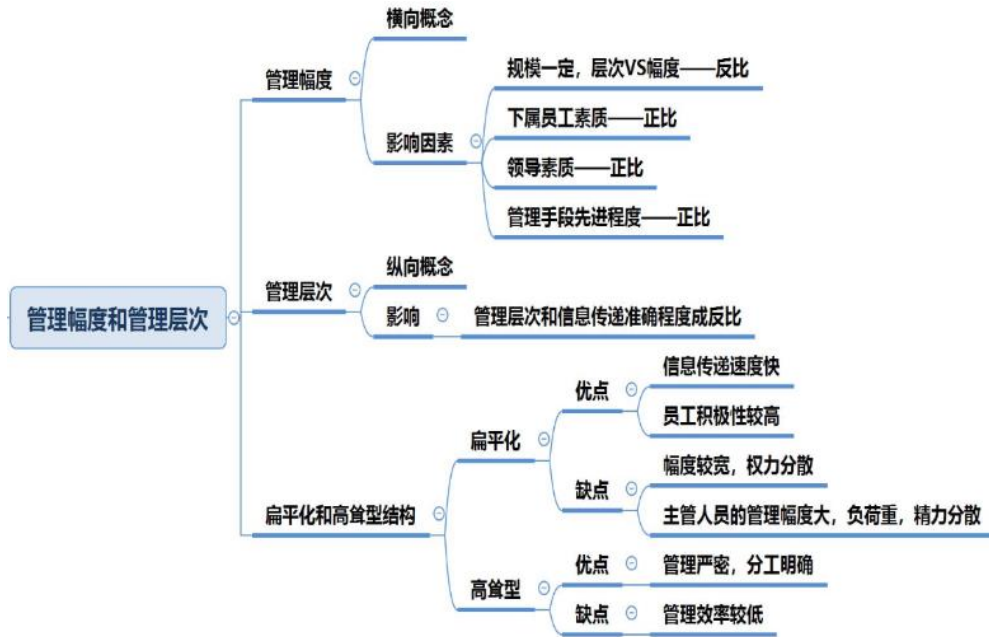 管理幅度和管理层次
管理幅度
横向概念
影响因素
规模一定，层次VS幅度——反比
下属员工素质——正比
领导素质——正比
管理手段先进程度——正比
管理层次
纵向概念
影响
管理层次和信息传递准确程度成反比
扁平化和高耸型结构
扁平化
优点
信息传递速度快
员工积极性较高
缺点
幅度较宽，权力分散
主管人员的管理幅度大，负荷重，精力分散
高耸型
优点
管理严密，分工明确
缺点
管理效率较低